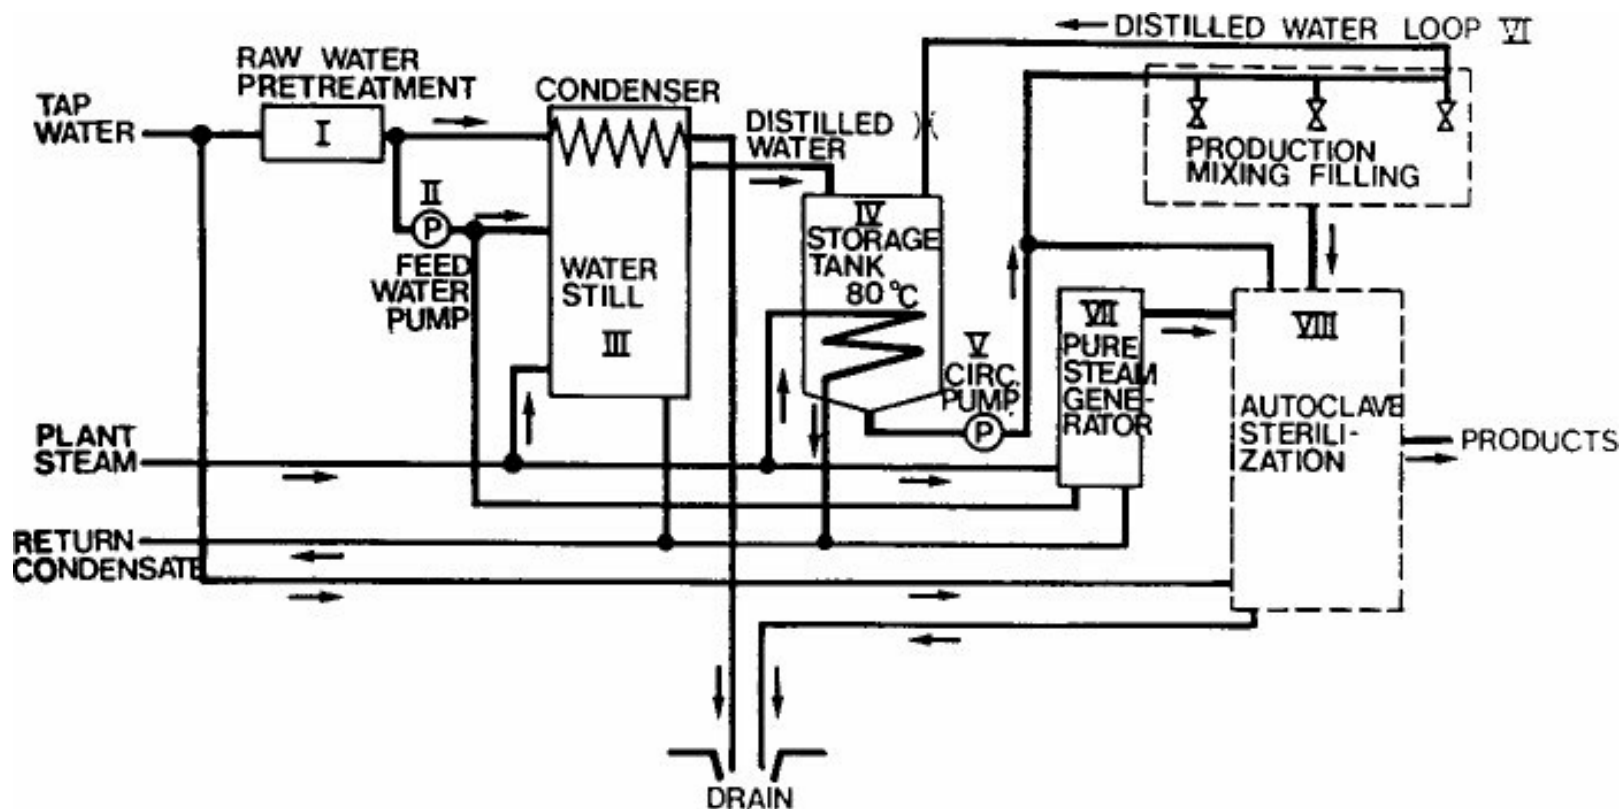 DISTILLED WATER LOOP VI
RAW WATER
PRETREATMENT
I
TAP
WATER
CONDENSER
DISTILLED
WATER
PRODUCTION
MIXING FILLING
II
P
FEED
WATER
PUMP
WATER
STILL
III
IV
STORAGE
TANK
80 °C
V
CIRC.
PUMP
P
VII
PURE
STEAM
GENE-
RATOR
VIII
AUTOCLAVE
STERILI-
ZATION
PRODUCTS
PLANT
STEAM
RETURN
CONDENSATE
DRAIN